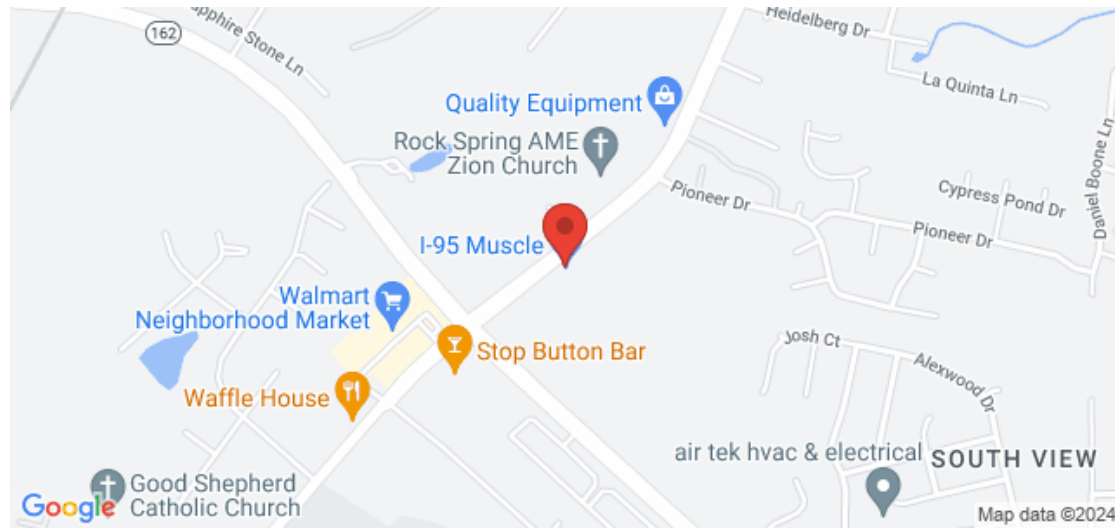 162
Sapphire Stone Ln
Heidelberg Dr
La Quinta Ln
Quality Equipment
Rock Spring AME
Zion Church
Pioneer Dr
Cypress Pond Dr
Daniel Boone Ln
Pioneer Dr
I-95 Muscle
Walmart
Neighborhood Market
Stop Button Bar
Josh Ct
Alexwood Dr
Waffle House
air tek hvac & electrical
SOUTH VIEW
Good Shepherd
Catholic Church
Google
Map data ©2024